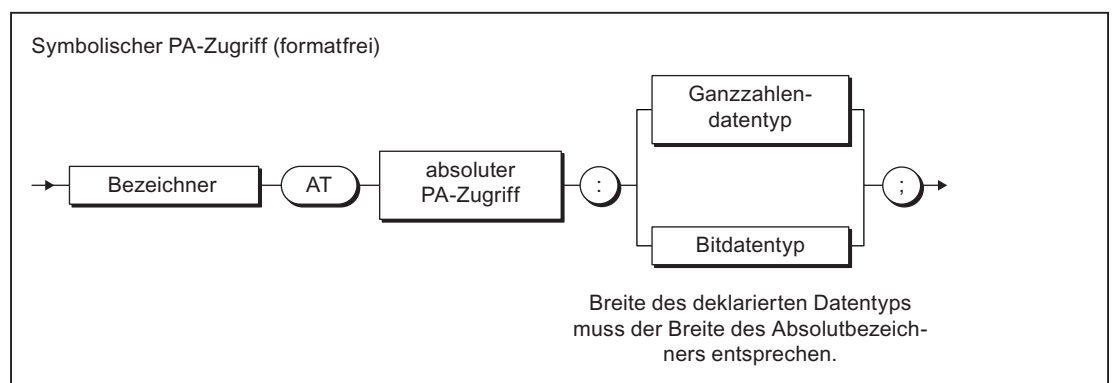 Symbolischer PA-Zugriff (formatfrei)
Ganzzahlen-
datentyp
Bezeichner
AT
absoluter
PA-Zugriff
:
;
Bitdatentyp
Breite des deklarierten Datentyps
muss der Breite des Absolutbezeich-
ners entsprechen.